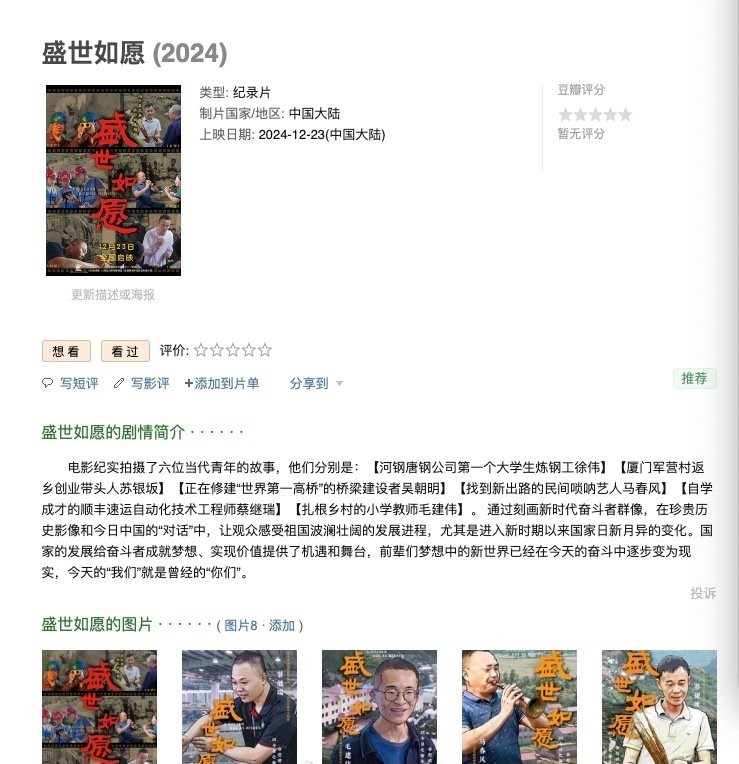 盛世如愿 (2024)
类型: 纪录片
制片国家/地区: 中国大陆
上映日期: 2024-12-23(中国大陆)
豆瓣评分
暂无评分
盛世如愿
12月23日
全国启映
更新描述或海报
想看 看过 评价:
写短评 写影评 +添加到片单 分享到
推荐
盛世如愿的剧情简介 · · · · · ·
电影纪实拍摄了六位当代青年的故事，他们分别是：【河钢唐钢公司第一个大学生炼钢工徐伟】【厦门军营村返
乡创业带头人苏银坂】【正在修建“世界第一高桥”的桥梁建设者吴朝明】【找到新出路的民间唢呐艺人马春风】【自学
成才的顺丰速运自动化技术工程师蔡继瑞】【扎根乡村的小学教师毛建伟】。 通过刻画新时代奋斗者群像，在珍贵历
史影像和今日中国的“对话”中，让观众感受祖国波澜壮阔的发展进程，尤其是进入新时期以来国家日新月异的变化。国
家的发展给奋斗者成就梦想、实现价值提供了机遇和舞台，前辈们梦想中的新世界已经在今天的奋斗中逐步变为现
实，今天的“我们”就是曾经的“你们”。
投诉
盛世如愿的图片 · · · · · · ( 图片8 · 添加 )
盛世如
盛世如
盛世如愿
盛世如愿
盛世如愿